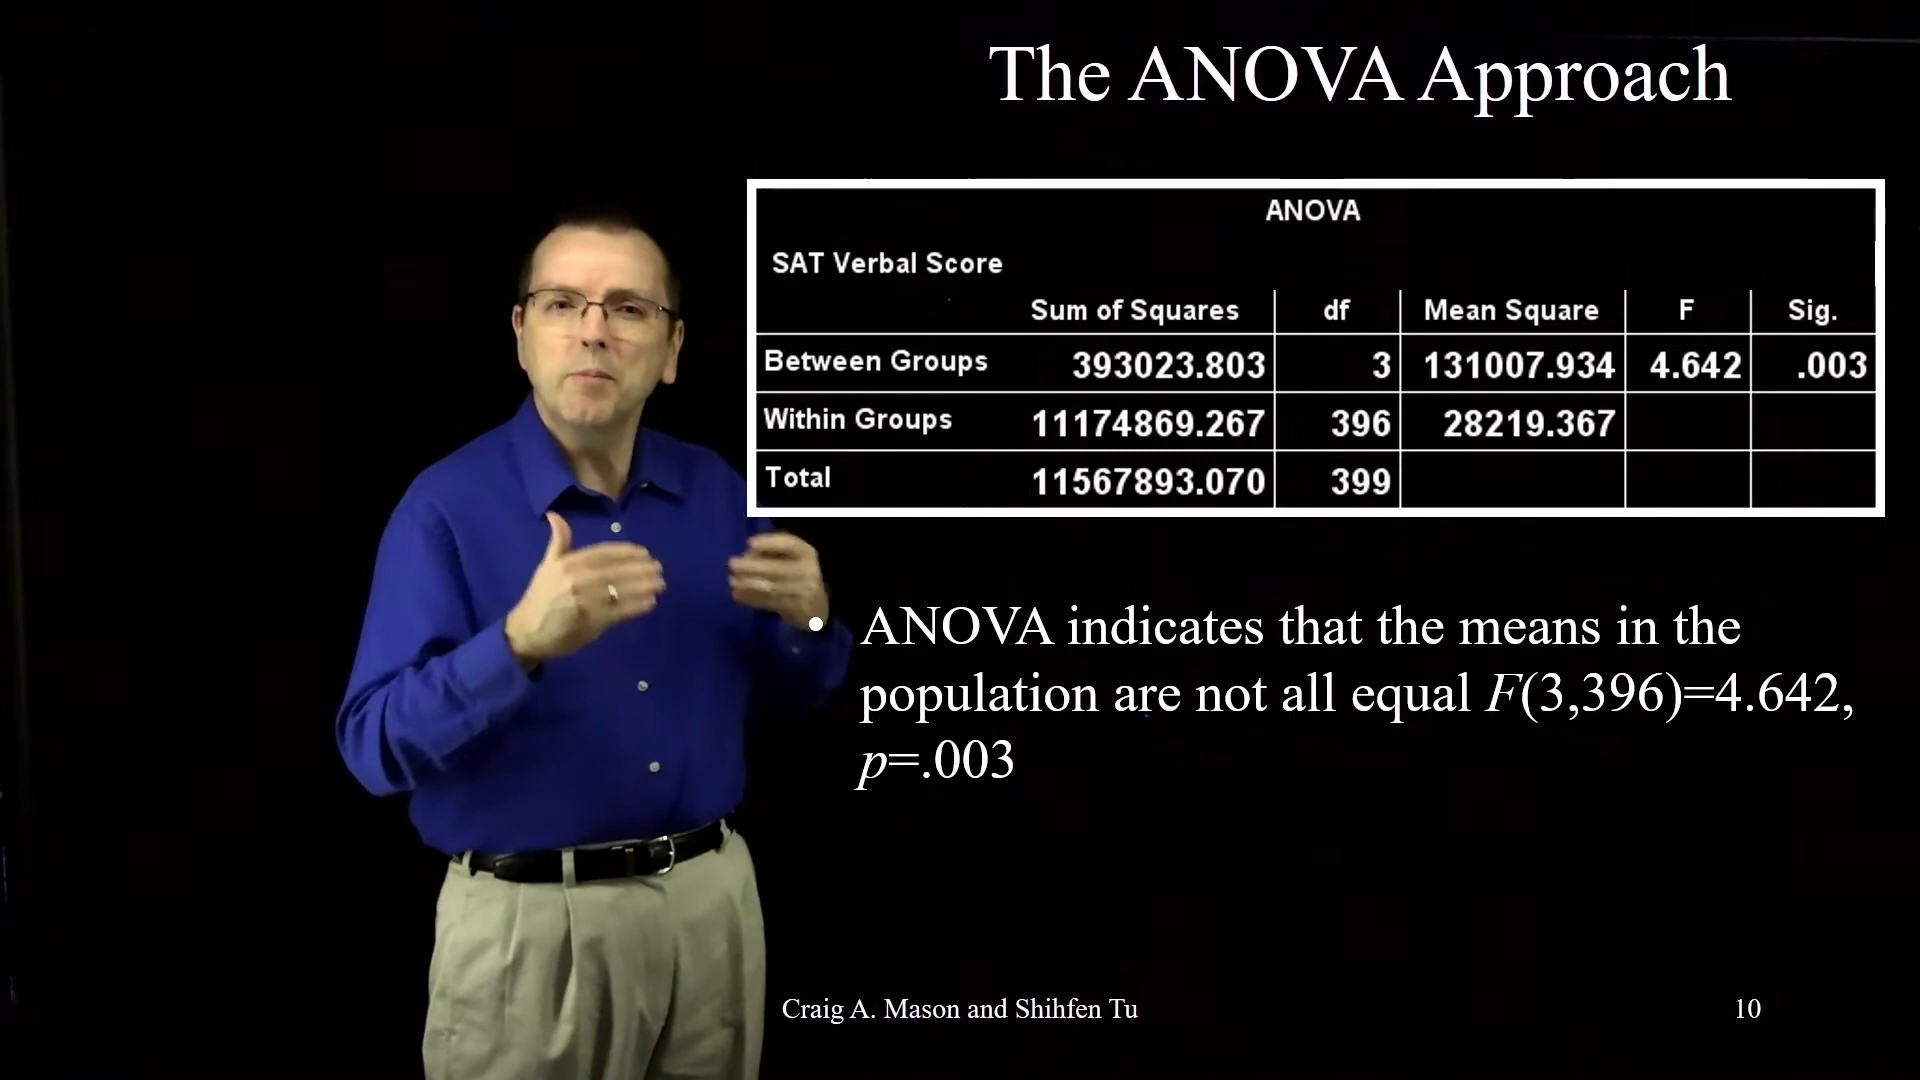 The ANOVA Approach
ANOVA
SAT Verbal Score
Sum of Squares df Mean Square F Sig.
Between Groups 393023.803 3 131007.934 4.642 .003
Within Groups 11174869.267 396 28219.367
Total 11567893.070 399
• ANOVA indicates that the means in the
population are not all equal F(3,396)=4.642,
p=.003
Craig A. Mason and Shihfen Tu 10